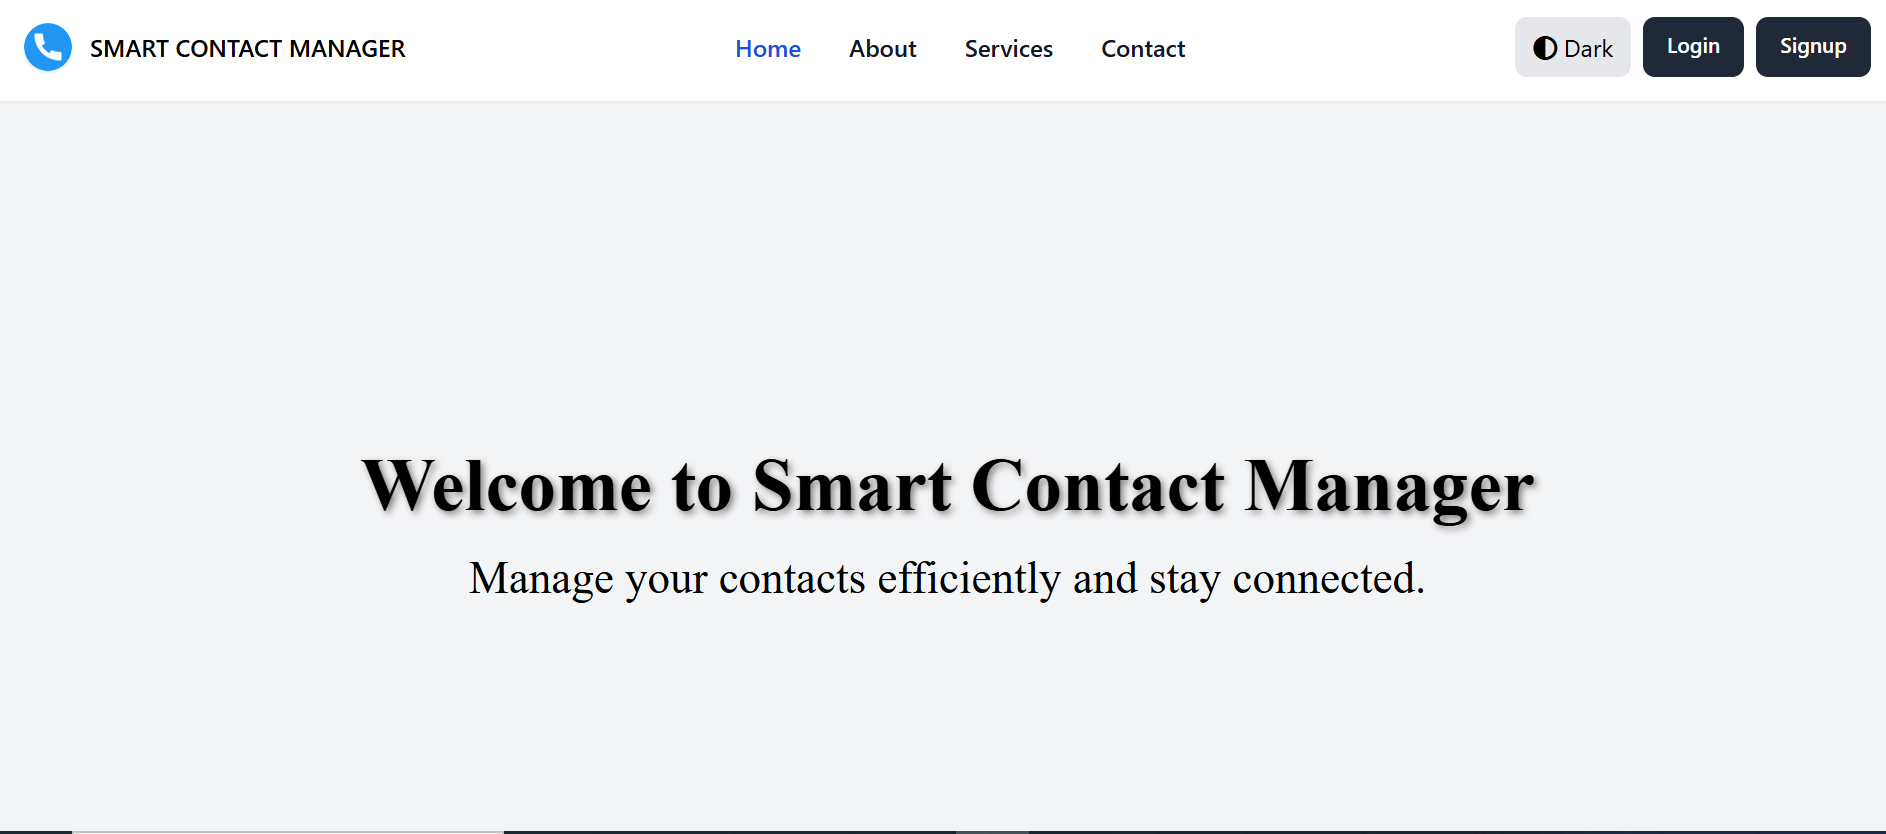 SMART CONTACT MANAGER
Home About Services Contact
Dark Login Signup
Welcome to Smart Contact Manager
Manage your contacts efficiently and stay connected.